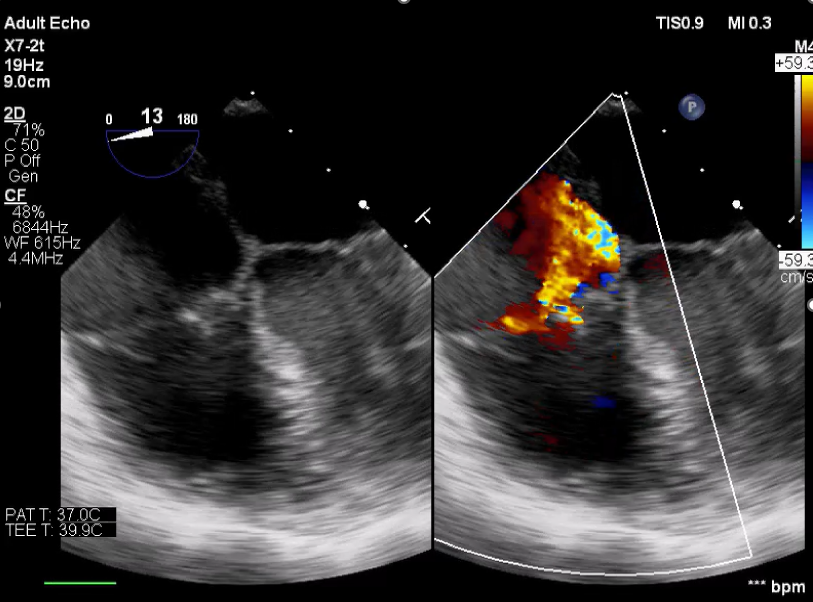 Adult Echo
TIS0.9 MI 0.3
X7-2t
19Hz
9.0cm
M4
+59.3
2D
71%
C 50
P Off
Gen
0 13 180
P
CF
48%
6844Hz
WF 615Hz
4.4MHz
-59.3
cm/s
PAT T: 37.0C
TEE T: 39.9C
*** bpm